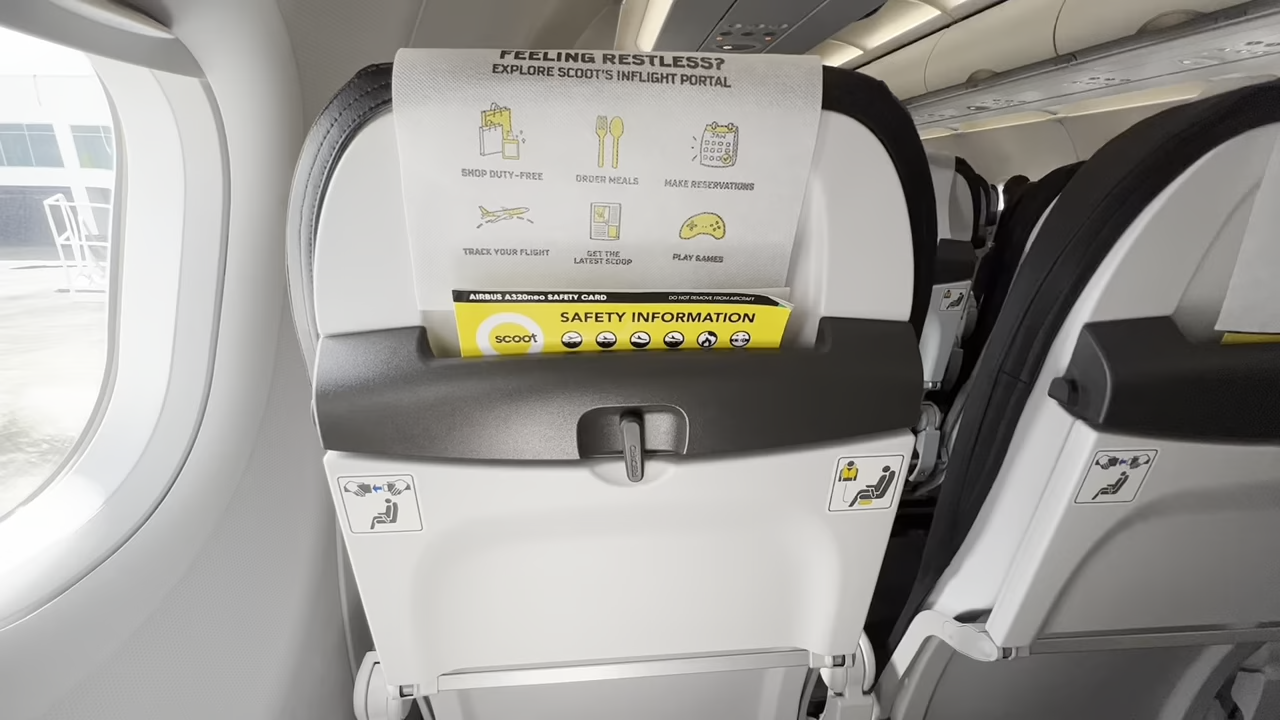 FEELING RESTLESS?
EXPLORE SCOOT'S INFLIGHT PORTAL
JAN
SHOP DUTY-FREE
ORDER MEALS
MAKE RESERVATIONS
TRACK YOUR FLIGHT
GET THE
LATEST SCOOP
PLAY GAMES
AIRBUS A320neo SAFETY CARD
DO NOT REMOVE FROM AIRCRAFT
SAFETY INFORMATION
scoot